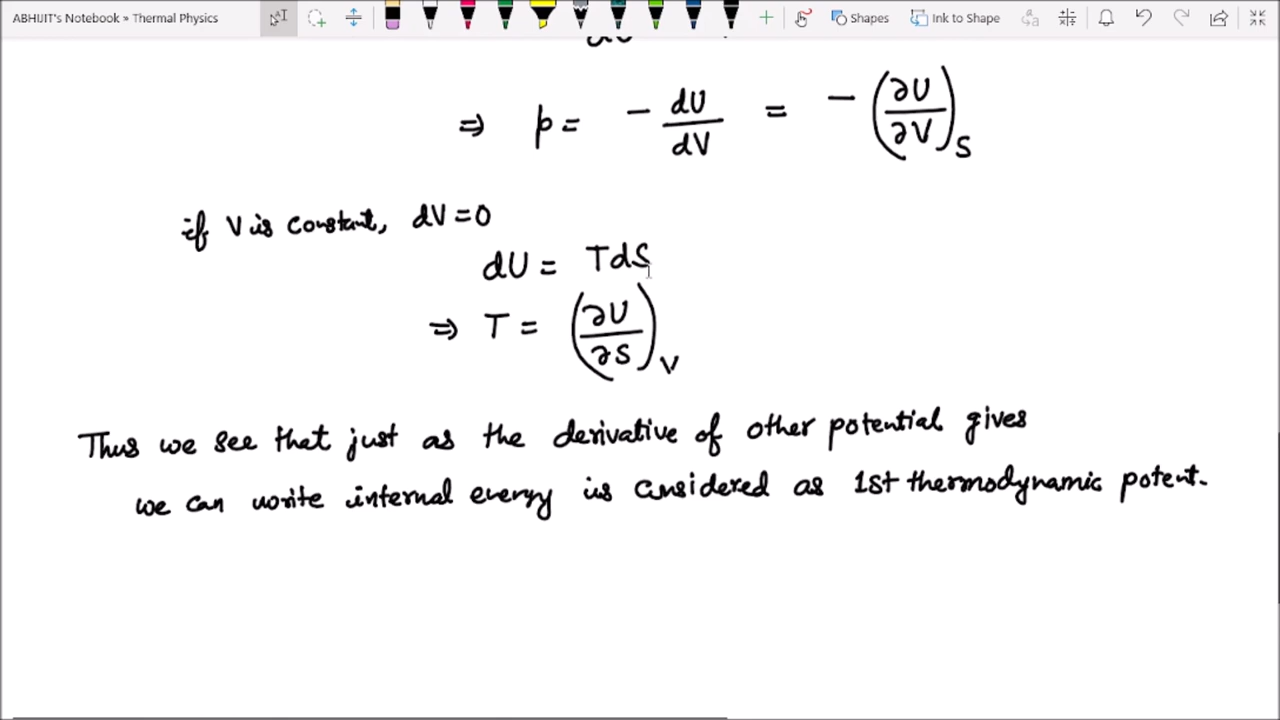 ABHIJIT's Notebook » Thermal Physics
Shapes
Ink to Shape
⇒ p = - dU/dV = - (∂U/∂V)_S
if V is constant, dV=0
dU = TdS
⇒ T = (∂U/∂S)_V
Thus we see that just as the derivative of other potential gives
we can write internal energy is considered as 1st thermodynamic potent.